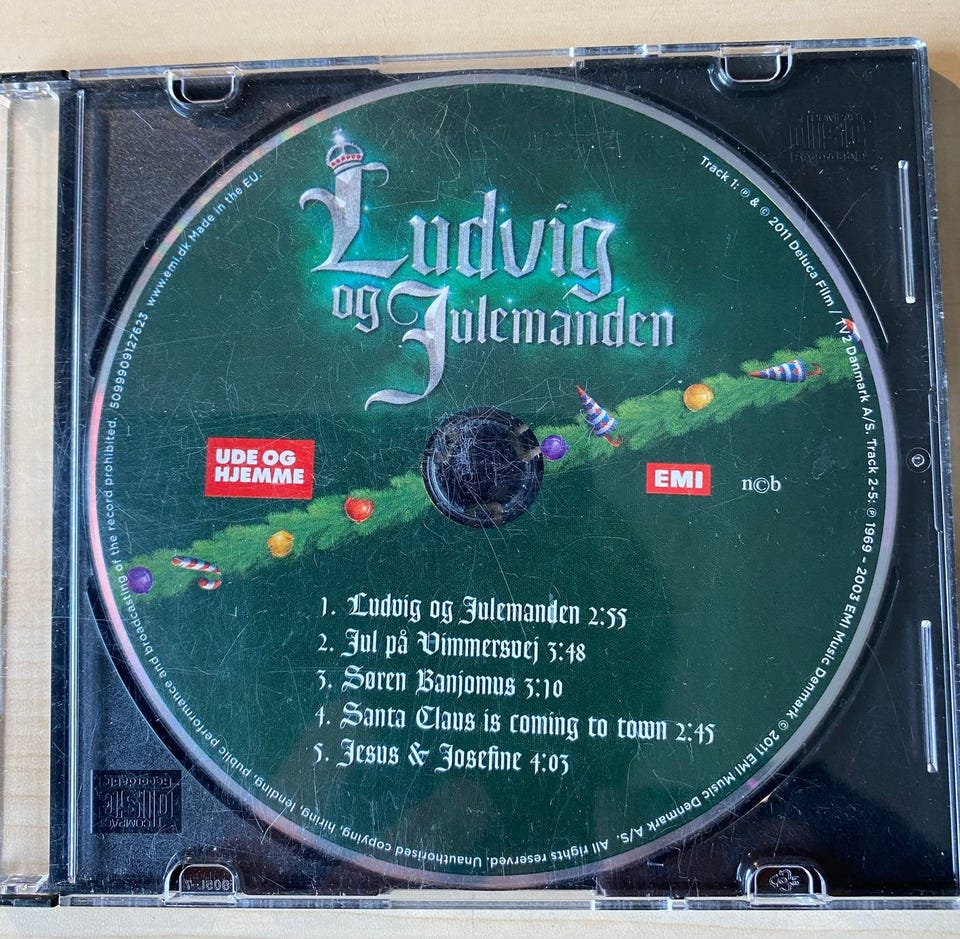 Ludvig
og Julemanden
UDE OG
HJEMME
EMI
n©b
1. Ludvig og Julemanden 2:55
2. Jul på Vimmersvej 3:48
3. Søren Banjomus 3:10
4. Santa Claus is coming to town 2:45
5. Jesus & Josefine 4:03
Track 1: ℗ & © 2011 Deluca Film / TV2 Danmark A/S. Track 2-5: ℗ 1969 - 2003 EMI Music Denmark © 2011 EMI Music Denmark A/S. All rights reserved. Unauthorised copying, hiring, lending, public performance and broadcasting of the record prohibited. 5099909127623 www.emi.dk Made in the EU.
COMPACT
disc
Recordable